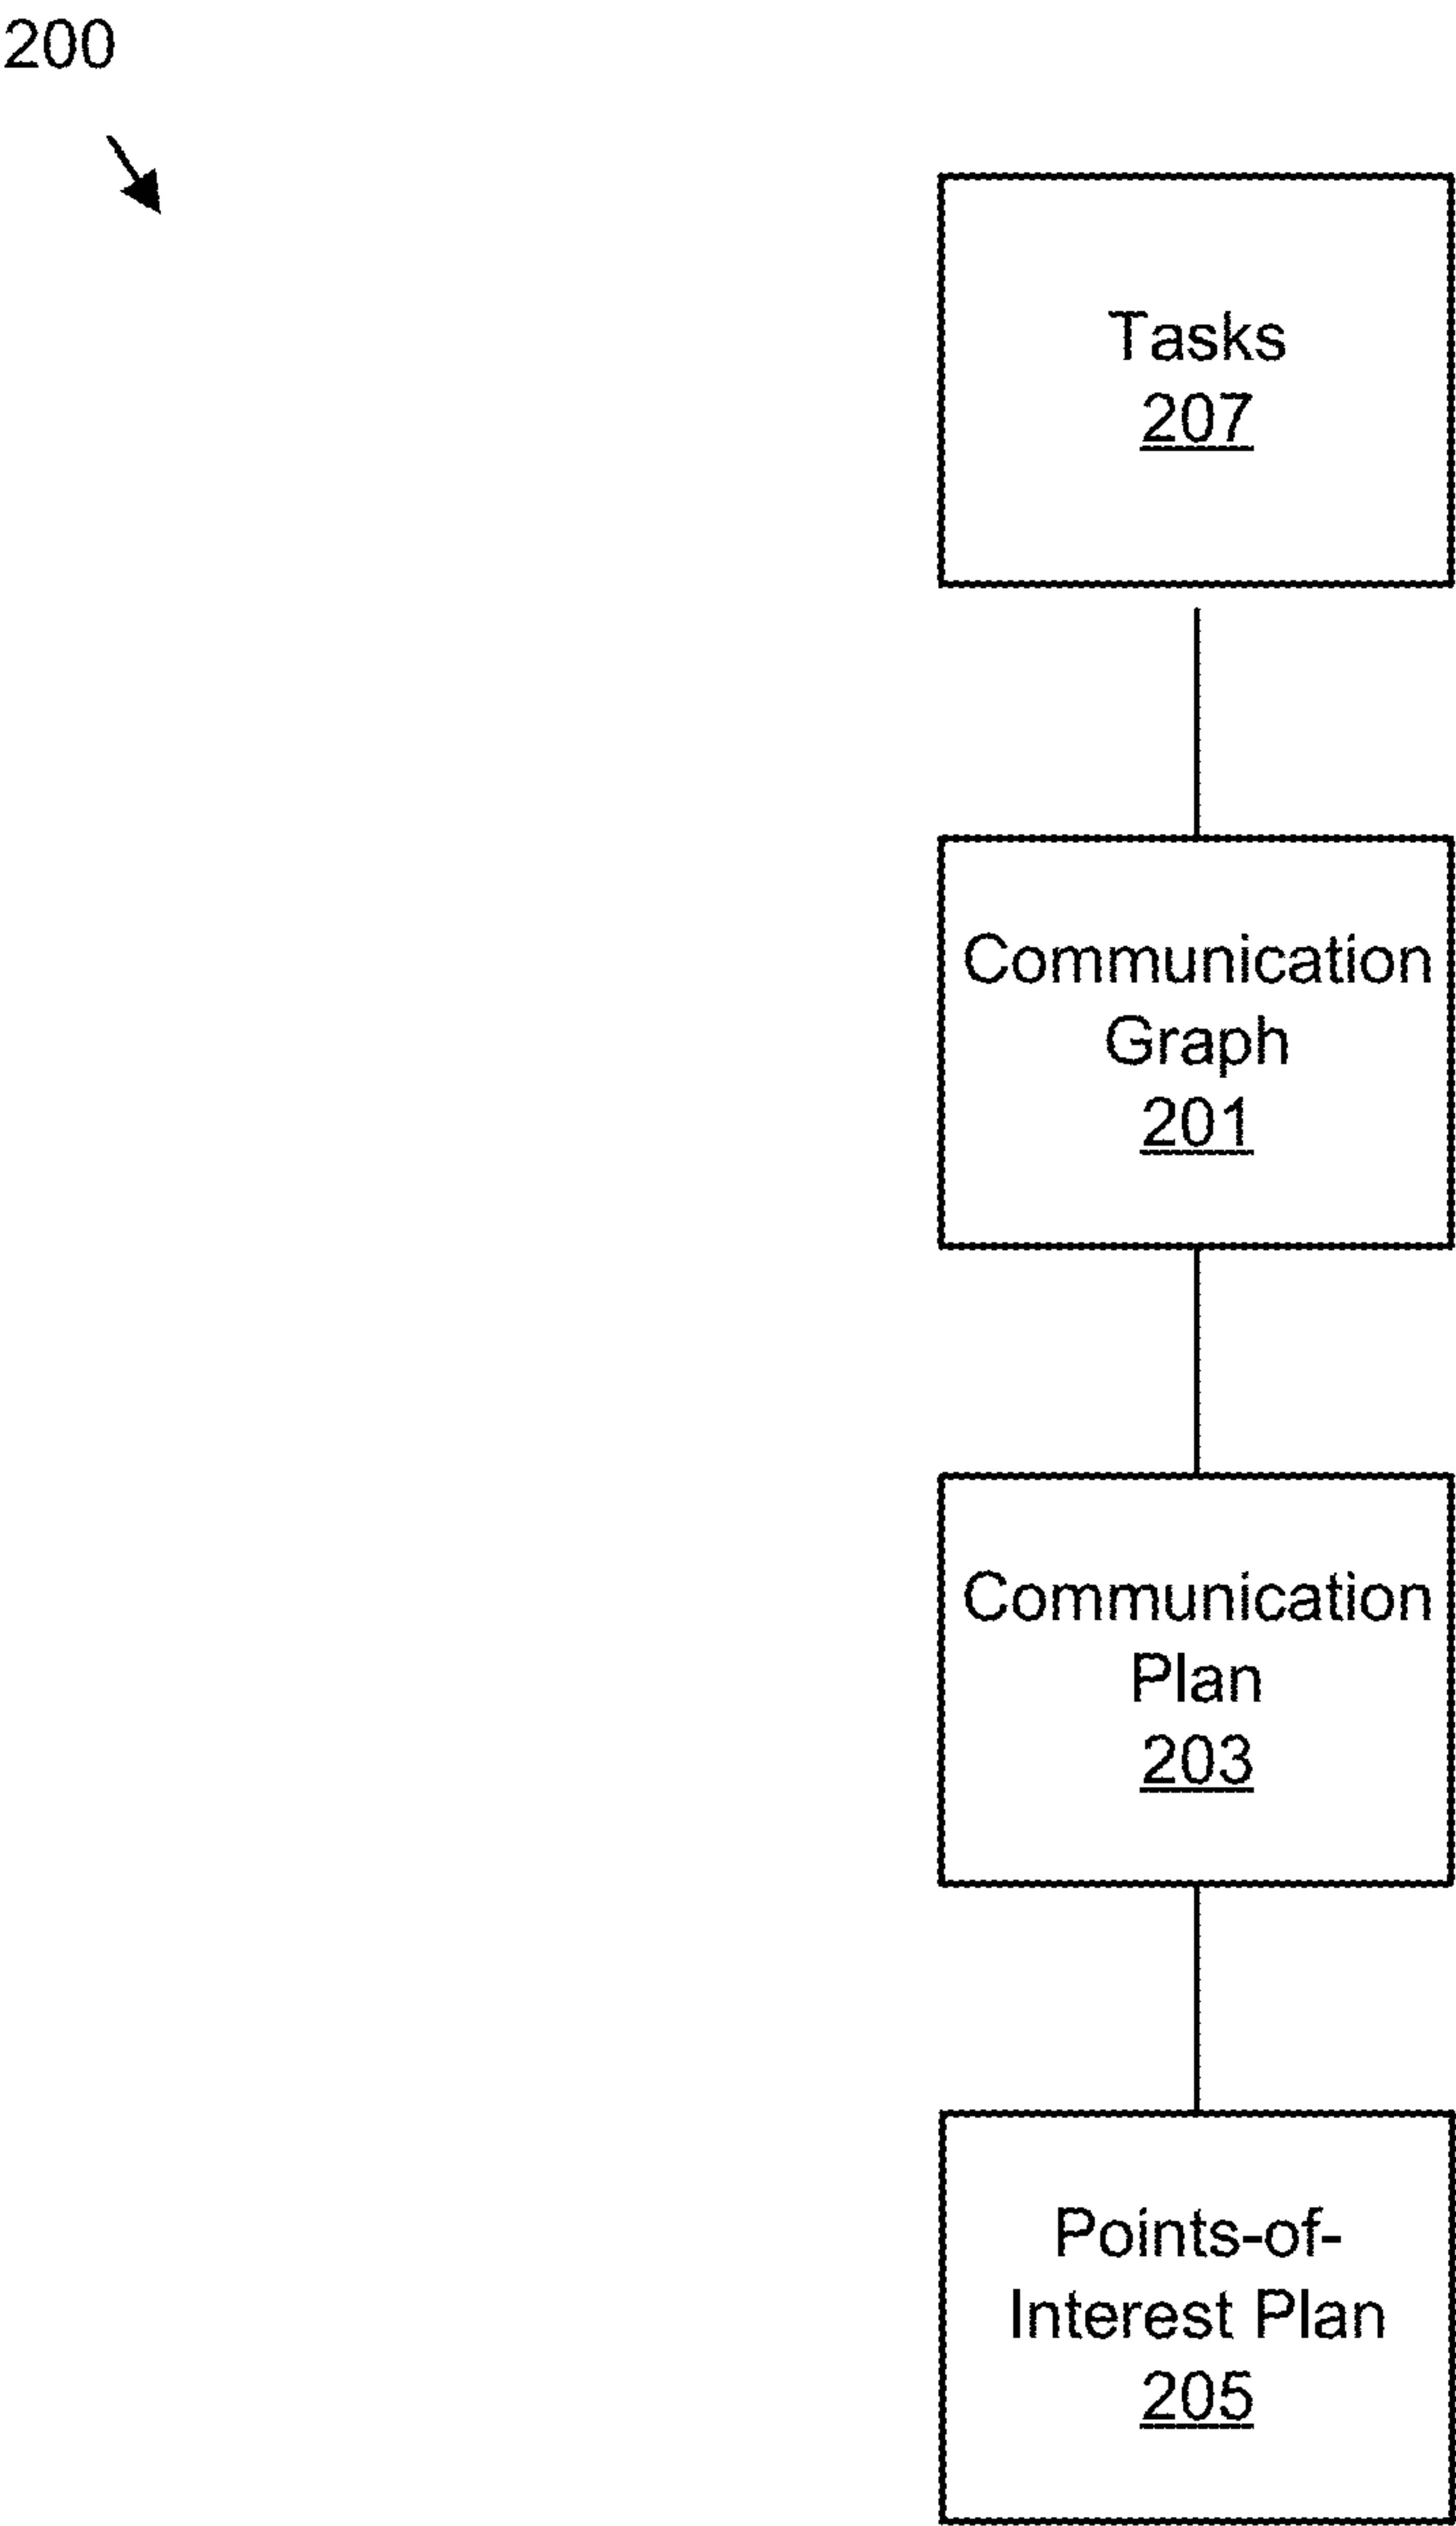 200
Tasks
207
Communication
Graph
201
Communication
Plan
203
Points-of-
Interest Plan
205